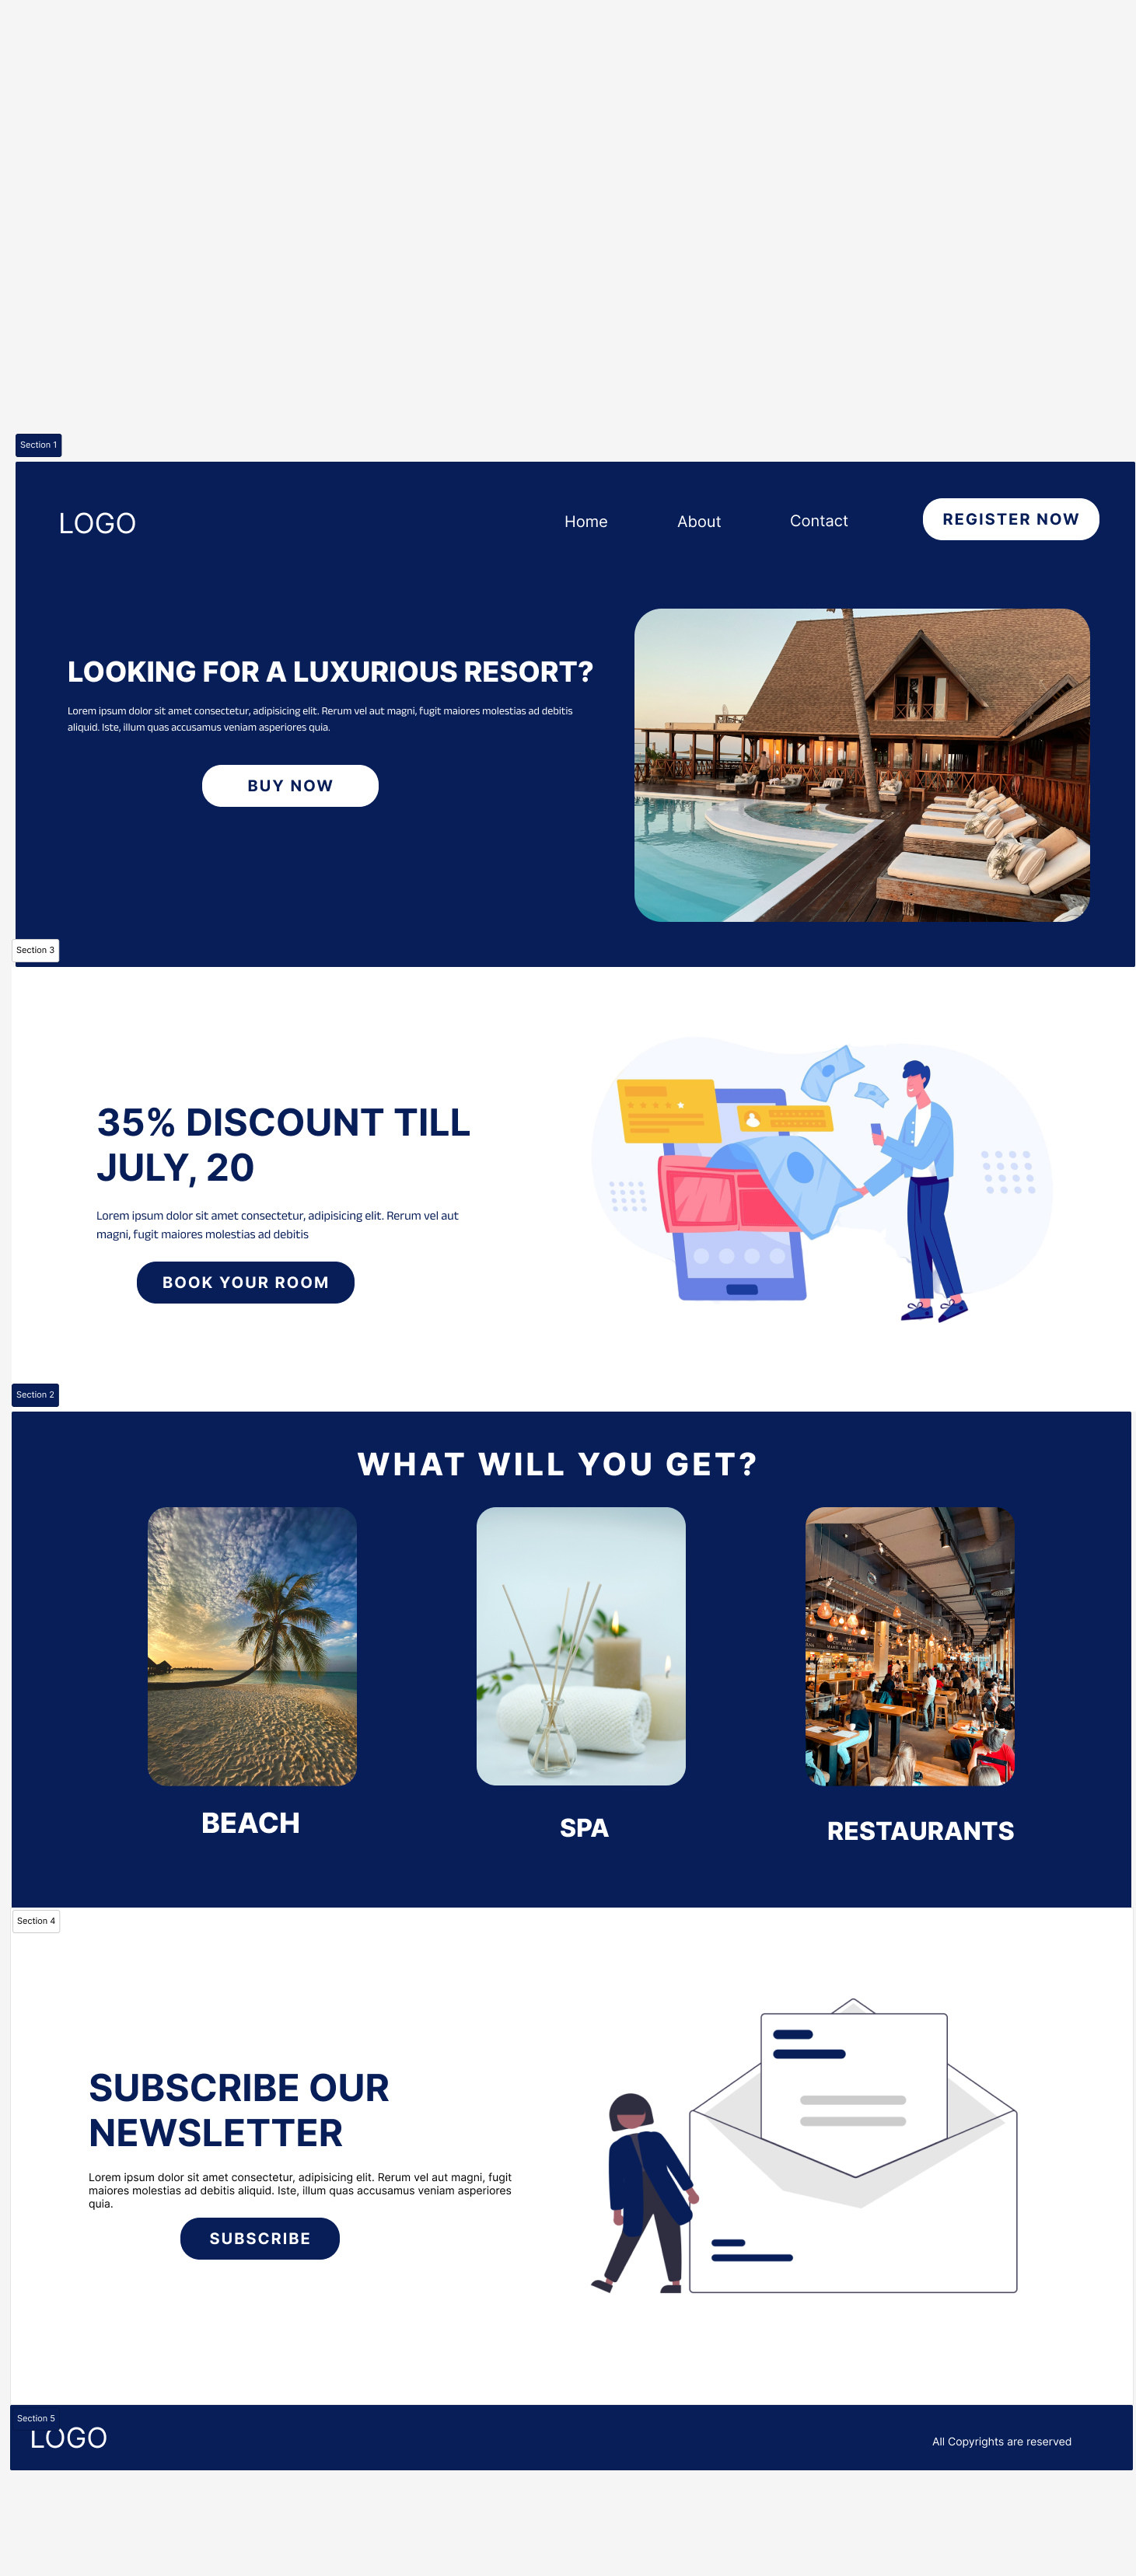 Section 1
LOGO
Home
About
Contact
REGISTER NOW
LOOKING FOR A LUXURIOUS RESORT?
Lorem ipsum dolor sit amet consectetur, adipisicing elit. Rerum vel aut magni, fugit maiores molestias ad debitis
aliquid. Iste, illum quas accusamus veniam asperiores quia.
BUY NOW
Section 3
35% DISCOUNT TILL
JULY, 20
Lorem ipsum dolor sit amet consectetur, adipisicing elit. Rerum vel aut
magni, fugit maiores molestias ad debitis
BOOK YOUR ROOM
Section 2
WHAT WILL YOU GET?
BEACH
SPA
RESTAURANTS
Section 4
SUBSCRIBE OUR
NEWSLETTER
Lorem ipsum dolor sit amet consectetur, adipisicing elit. Rerum vel aut magni, fugit
maiores molestias ad debitis aliquid. Iste, illum quas accusamus veniam asperiores
quia.
SUBSCRIBE
Section 5
LOGO
All Copyrights are reserved